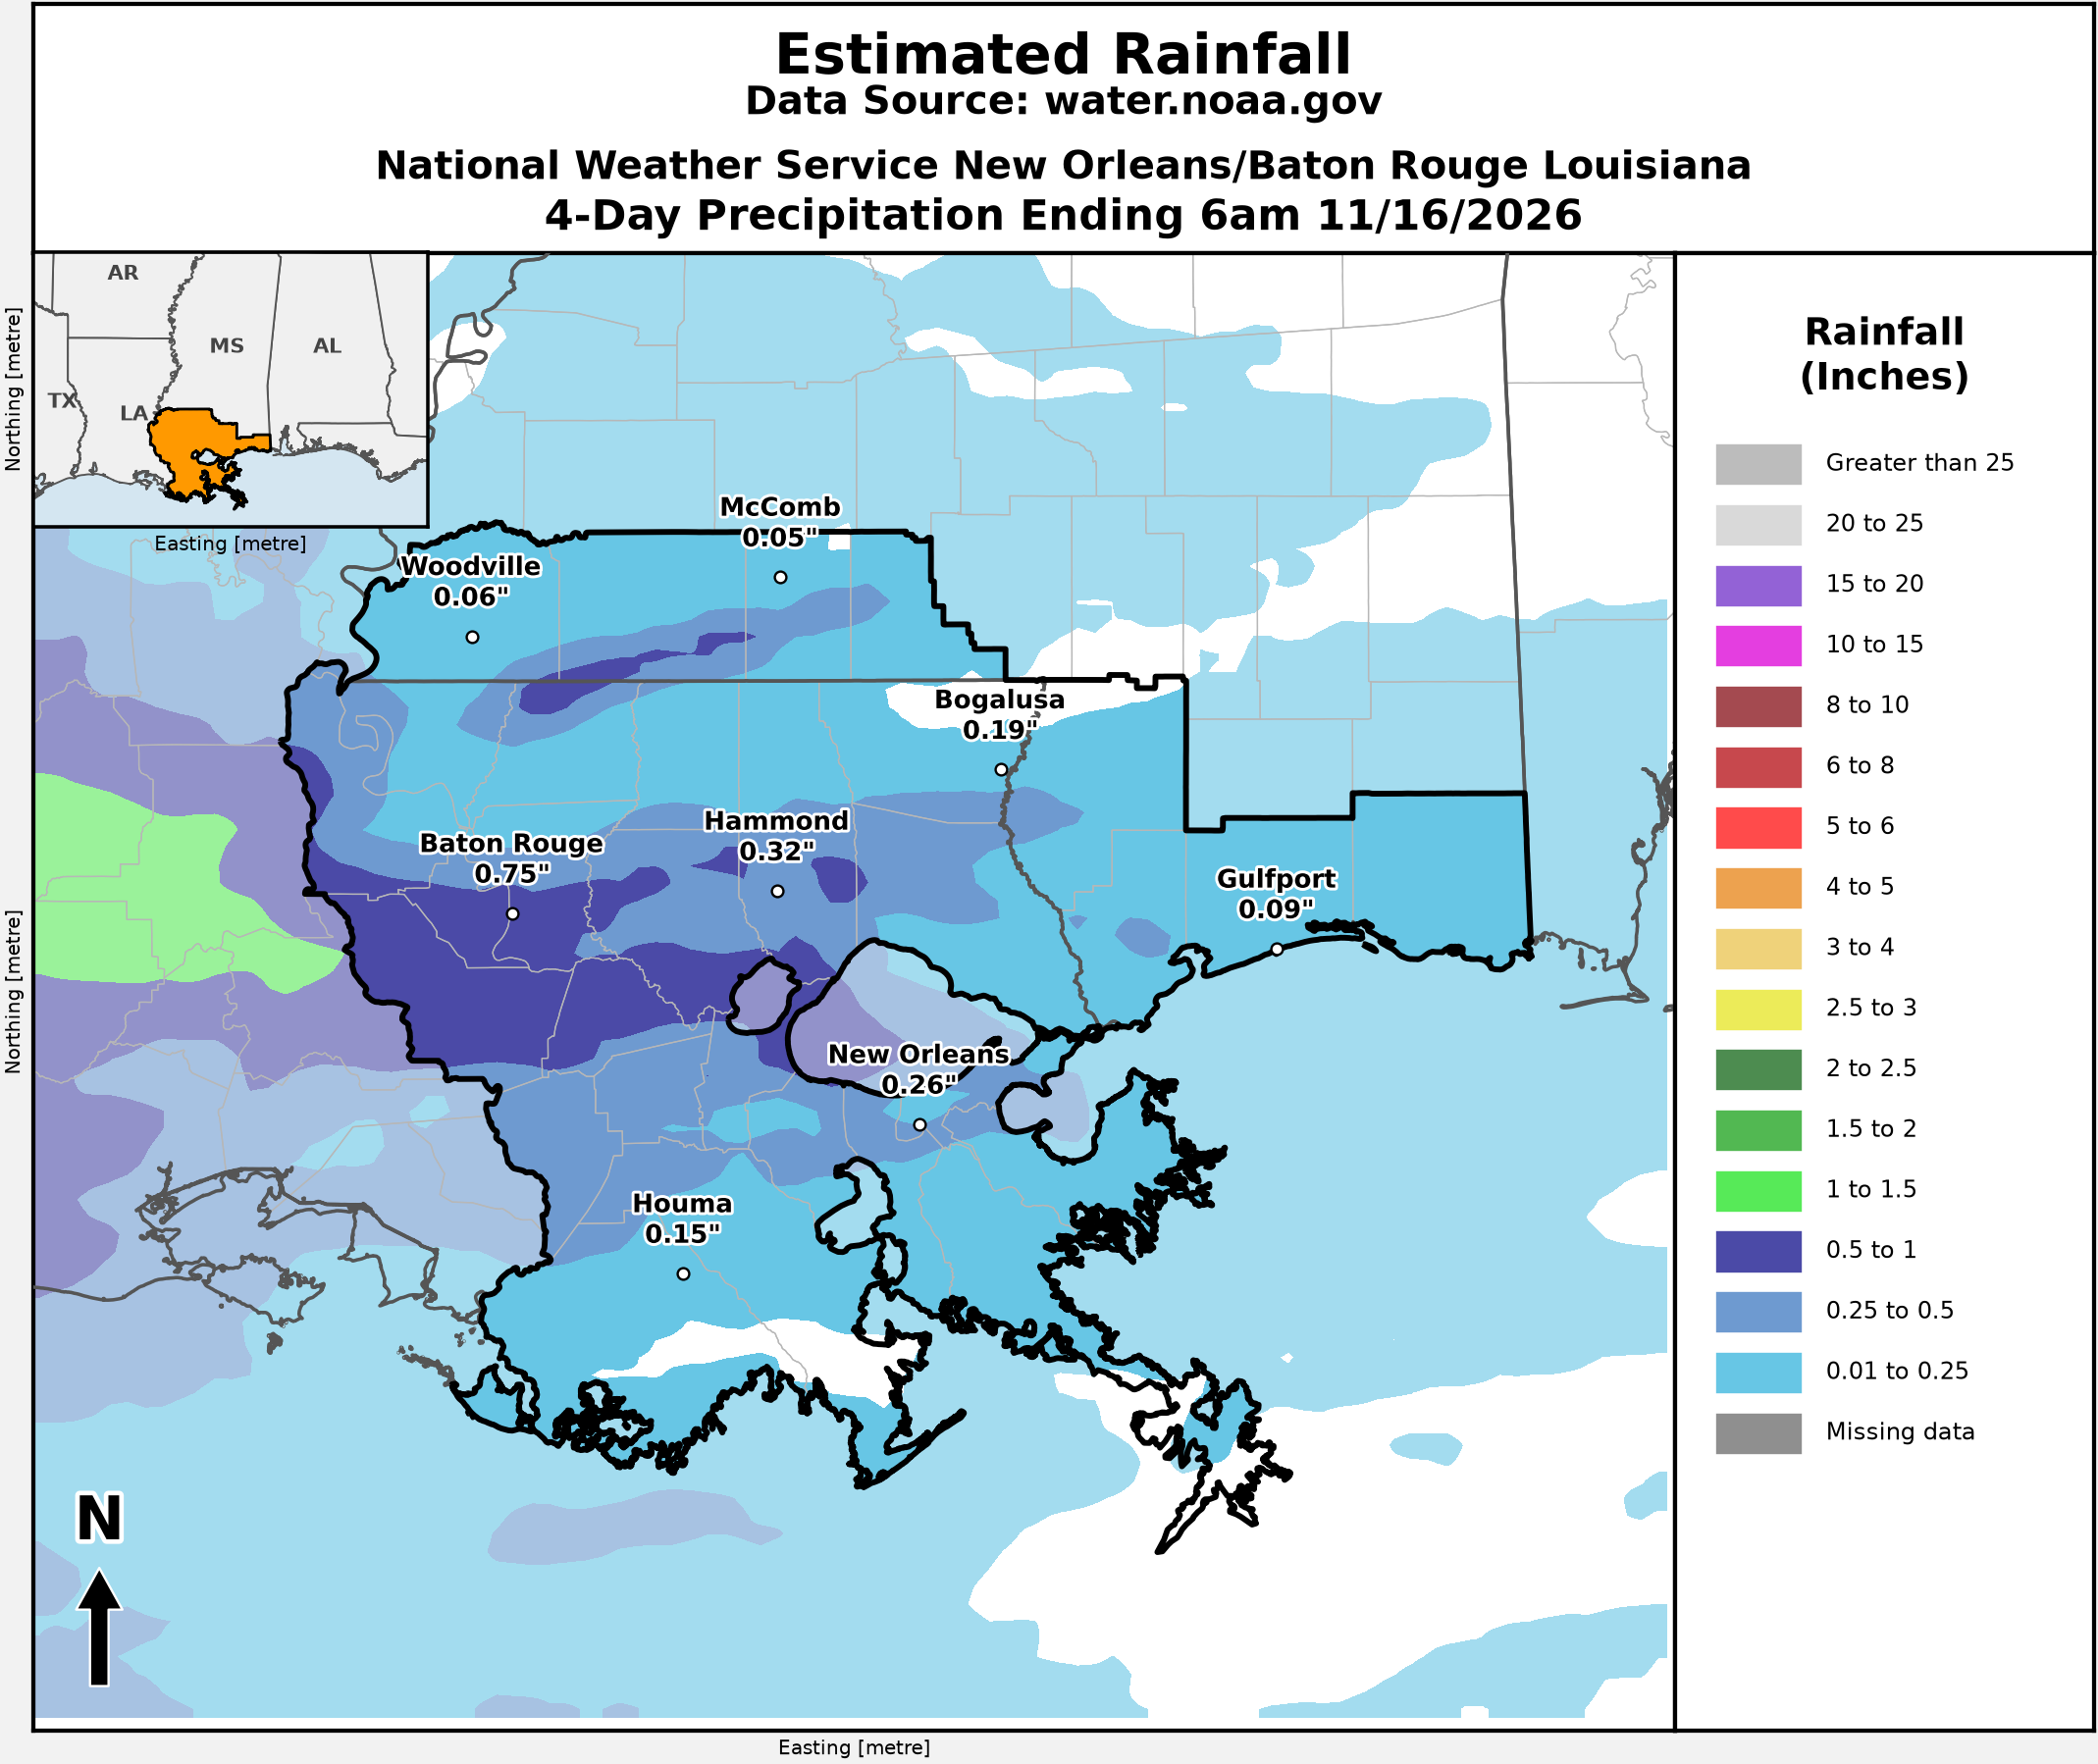 Estimated Rainfall
Data Source: water.noaa.gov
National Weather Service New Orleans/Baton Rouge Louisiana
4-Day Precipitation Ending 6am 11/16/2026
AR
MS
AL
TX
LA
Northing [metre]
Easting [metre]
McComb
0.05"
Woodville
0.06"
Bogalusa
0.19"
Hammond
0.32"
Baton Rouge
0.75"
Gulfport
0.09"
New Orleans
0.26"
Houma
0.15"
N
Northing [metre]
Easting [metre]
Rainfall
(Inches)
Greater than 25
20 to 25
15 to 20
10 to 15
8 to 10
6 to 8
5 to 6
4 to 5
3 to 4
2.5 to 3
2 to 2.5
1.5 to 2
1 to 1.5
0.5 to 1
0.25 to 0.5
0.01 to 0.25
Missing data